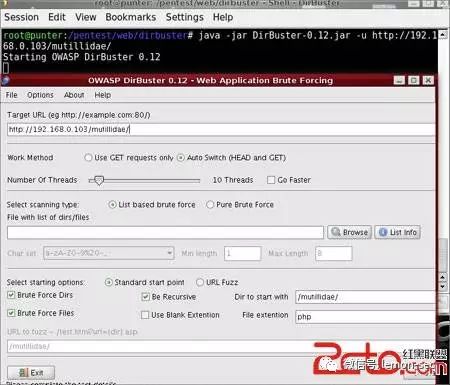 root@punter: /pentest/web/dirbuster - Shell - DirBuster
Session Edit View Bookmarks Settings Help
root@punter:/pentest/web/dirbuster# java -jar DirBuster-0.12.jar -u http://192.1
68.0.103/mutillidae/
Starting OWASP DirBuster 0.12
OWASP DirBuster 0.12 - Web Application Brute Forcing
File Options About Help
Target URL (eg http://example.com:80/)
http://192.168.0.103/mutillidae/
Work Method Use GET requests only Auto Switch (HEAD and GET)
Number Of Threads 10 Threads Go Faster
Select scanning type: List based brute force Pure Brute Force
File with list of dirs/files
Browse List Info
Char set a-zA-Z0-9%20-_ Min length 1 Max Length 8
Select starting options: Standard start point URL Fuzz
Brute Force Dirs Be Recursive Dir to start with /mutillidae/
Brute Force Files Use Blank Extention File extention php
URL to fuzz - /test.html?url={dir}.asp
/mutillidae/
红黑联盟
2cto.com
Exit
Please complete the test details